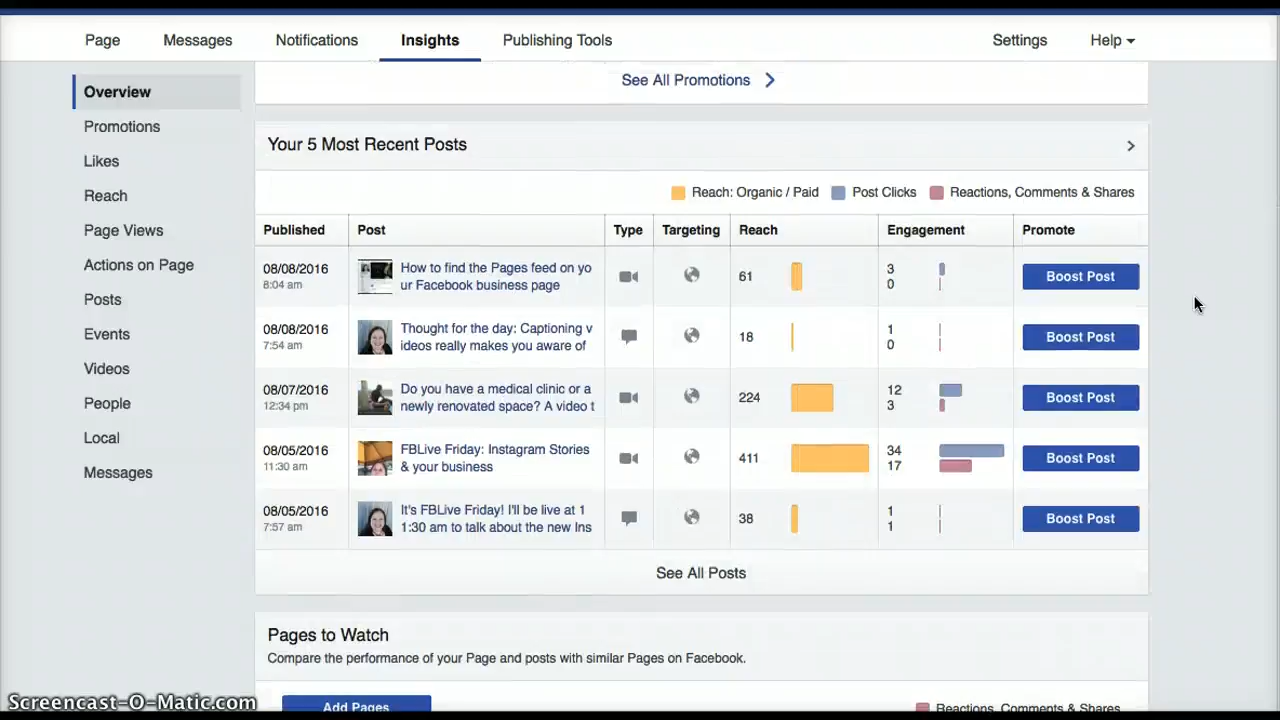 Page Messages Notifications Insights Publishing Tools Settings Help
See All Promotions
Overview
Promotions
Likes
Reach
Page Views
Actions on Page
Posts
Events
Videos
People
Local
Messages
Your 5 Most Recent Posts
Reach: Organic / Paid Post Clicks Reactions, Comments & Shares
Published Post Type Targeting Reach Engagement Promote
08/08/2016
8:04 am
How to find the Pages feed on yo
ur Facebook business page
61
3
0
Boost Post
08/08/2016
7:54 am
Thought for the day: Captioning v
ideos really makes you aware of
18
1
0
Boost Post
08/07/2016
12:34 pm
Do you have a medical clinic or a
newly renovated space? A video t
224
12
3
Boost Post
08/05/2016
11:30 am
FBLive Friday: Instagram Stories
& your business
411
34
17
Boost Post
08/05/2016
7:57 am
It's FBLive Friday! I'll be live at 1
1:30 am to talk about the new Ins
38
1
1
Boost Post
See All Posts
Pages to Watch
Compare the performance of your Page and posts with similar Pages on Facebook.
Add Pages
Reactions, Comments & Shares
Screencast-O-Matic.com